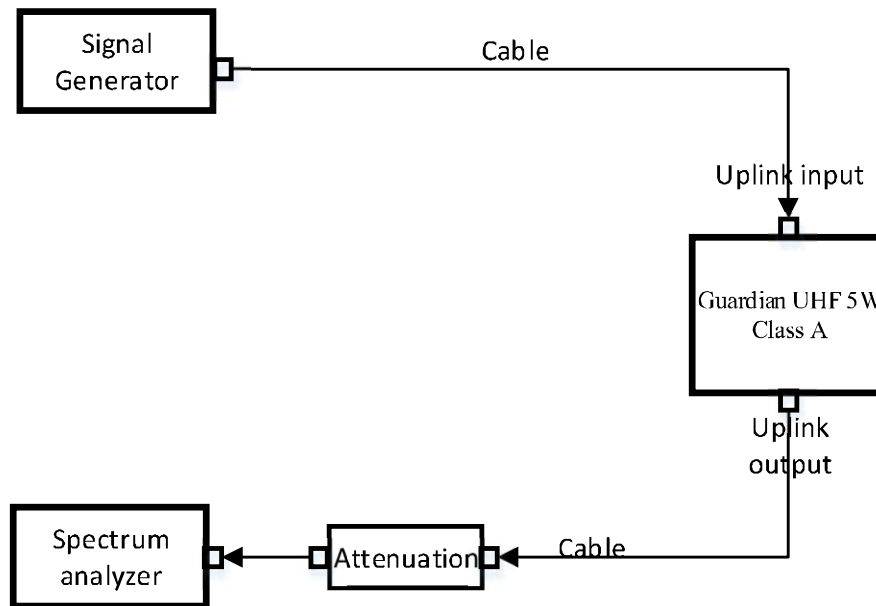 Signal
Generator
Cable
Uplink input
Guardian UHF 5W
Class A
Uplink
output
Cable
Attenuation
Spectrum
analyzer